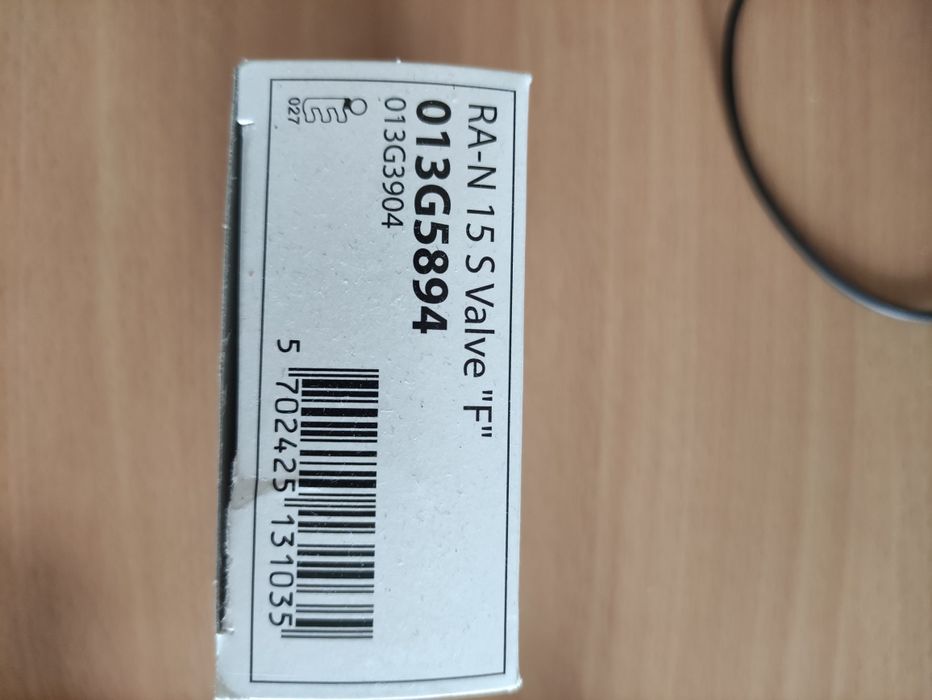 RA-N 15 S Valve "F"
013G5894
013G3904
027
5 702425 131035